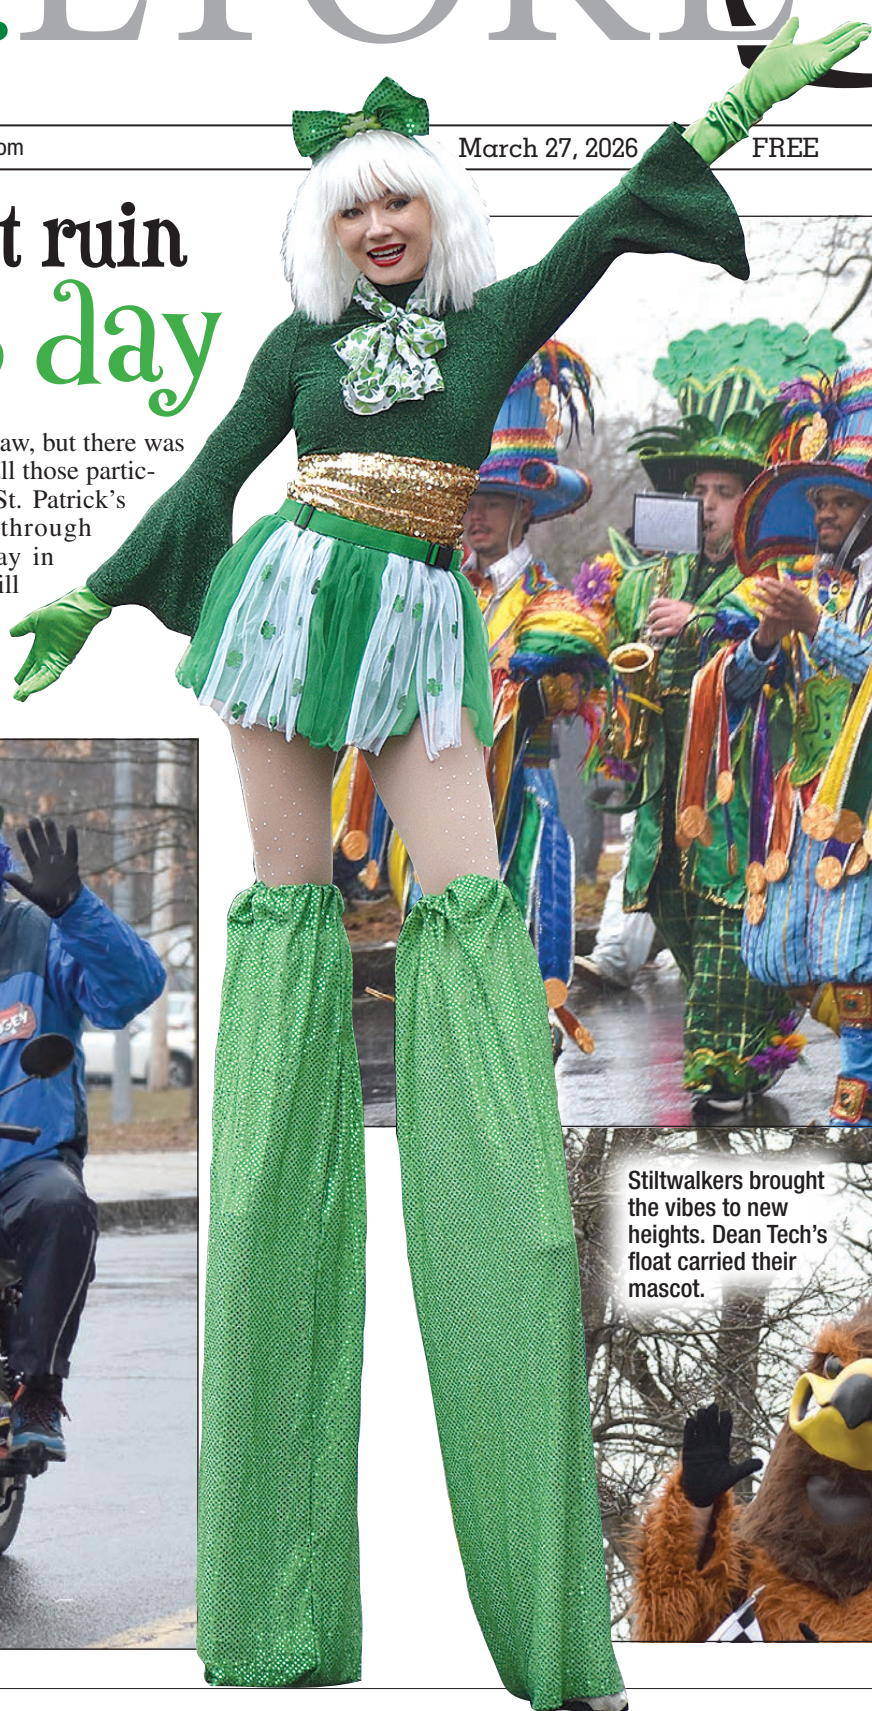 om
March 27, 2026
FREE
t ruin
day
aw, but there was
ll those partic-
St. Patrick's
through
ay in
ill
Stiltwalkers brought
the vibes to new
heights. Dean Tech's
float carried their
mascot.